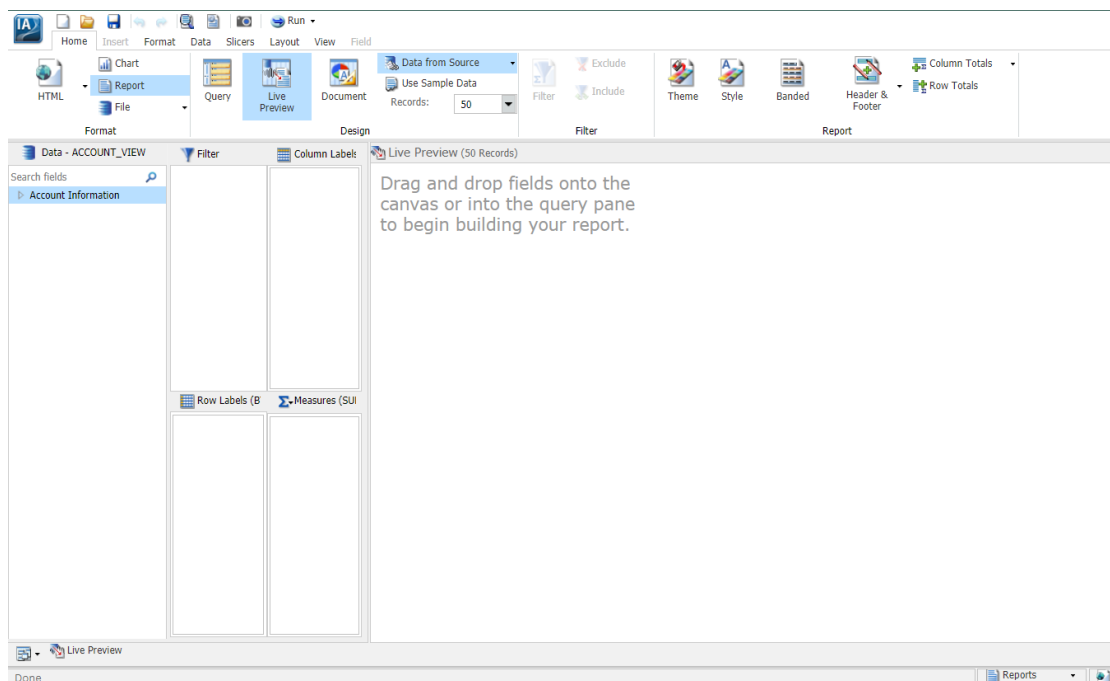 IA
Run
Home Insert Format Data Slicers Layout View Field
HTML
Chart
Report
File
Format
Query
Live
Preview
Document
Data from Source
Use Sample Data
Records: 50
Design
Filter
Exclude
Include
Filter
Theme
Style
Banded
Header &
Footer
Column Totals
Row Totals
Report
Data - ACCOUNT_VIEW
Search fields
Account Information
Filter
Column Labels
Row Labels (B
Measures (SUI
Live Preview (50 Records)
Drag and drop fields onto the
canvas or into the query pane
to begin building your report.
Live Preview
Done
Reports